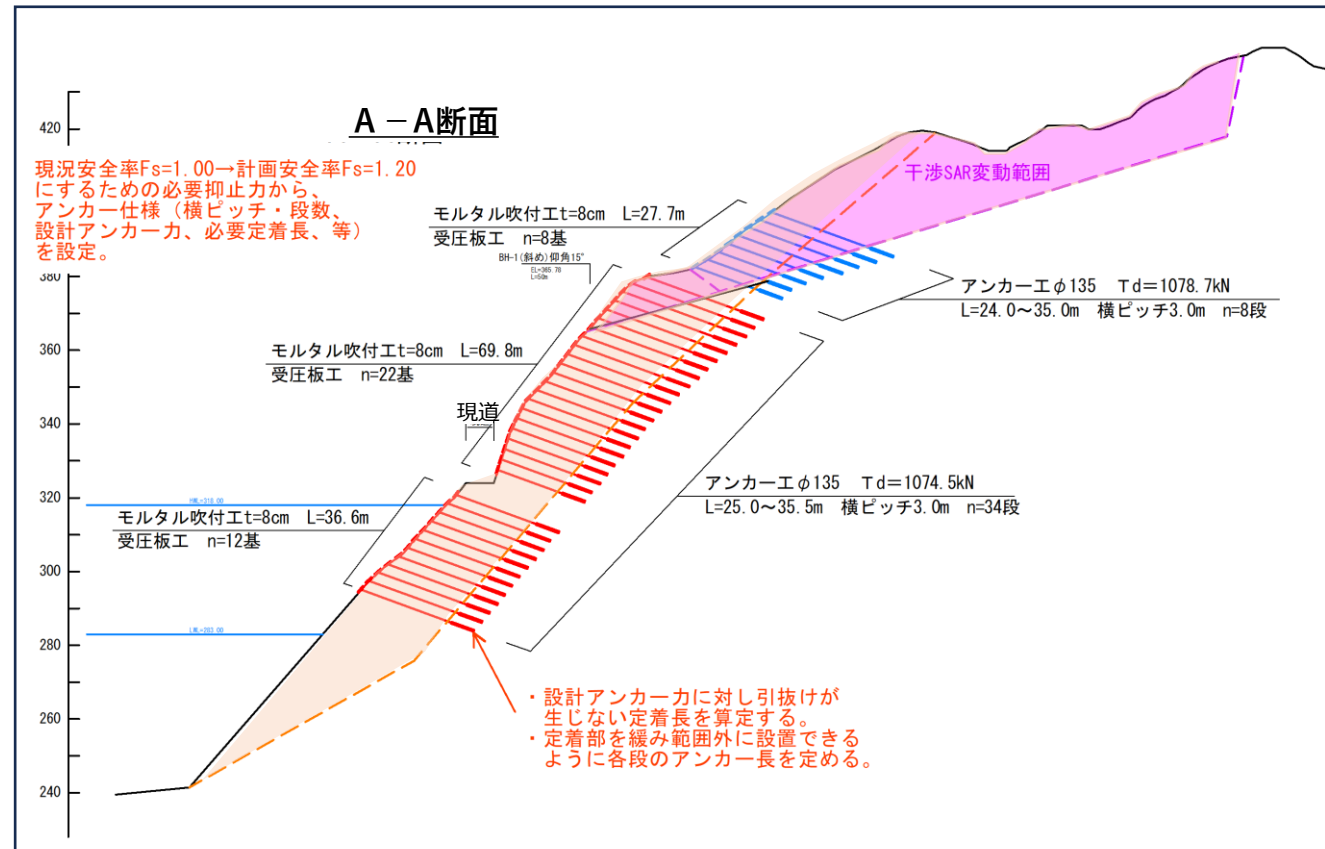 A－A断面
420
現況安全率Fs=1.00→計画安全率Fs=1.20
にするための必要抑止力から、
アンカー仕様（横ピッチ・段数、
設計アンカー力、必要定着長、等）
を設定。
干渉SAR変動範囲
モルタル吹付工t=8cm L=27.7m
受圧板工 n=8基
BH-1(斜め)仰角15°
EL=365.78
L=50m
380
アンカー工φ135 Td=1078.7kN
L=24.0～35.0m 横ピッチ3.0m n=8段
360
モルタル吹付工t=8cm L=69.8m
受圧板工 n=22基
340
現道
アンカー工φ135 Td=1074.5kN
L=25.0～35.5m 横ピッチ3.0m n=34段
320
HWL=318.00
モルタル吹付工t=8cm L=36.6m
受圧板工 n=12基
300
280
LWL=283.00
・設計アンカー力に対し引抜けが
生じない定着長を算定する。
・定着部を緩み範囲外に設置できる
ように各段のアンカー長を定める。
260
240